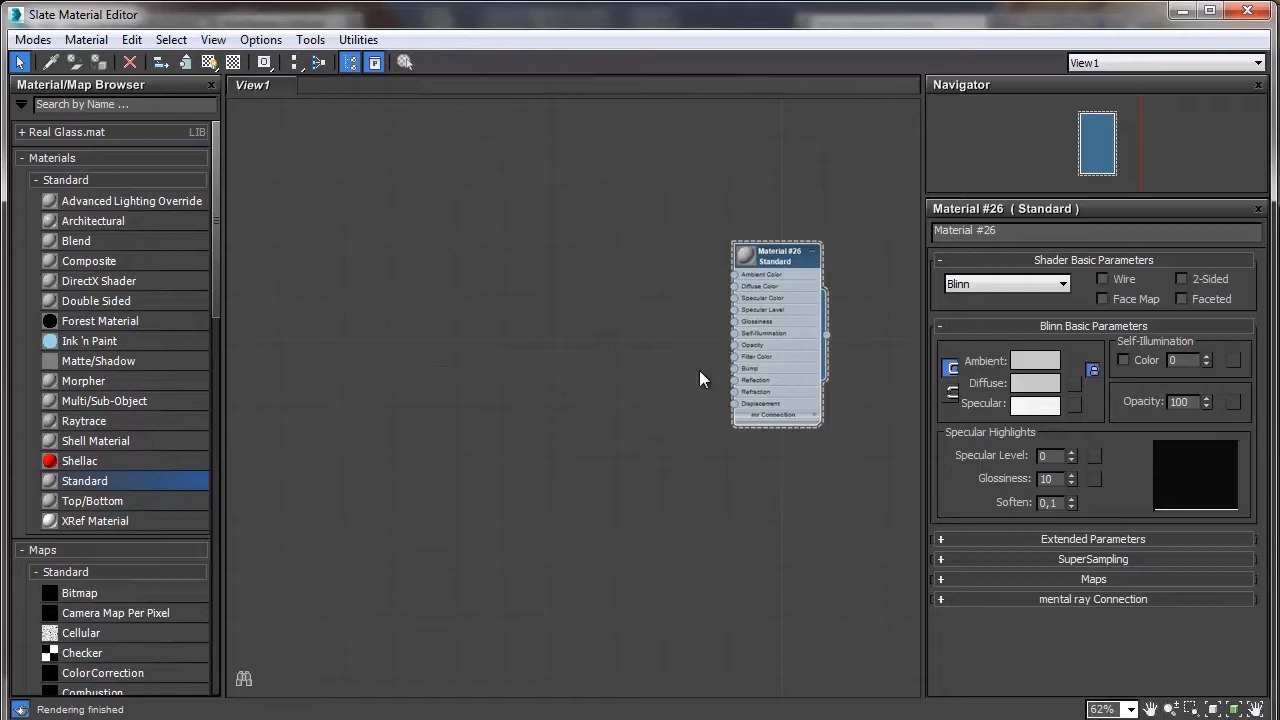 Slate Material Editor
Modes Material Edit Select View Options Tools Utilities
View1
Material/Map Browser
Search by Name ...
+ Real Glass.mat LIB
- Materials
- Standard
Advanced Lighting Override
Architectural
Blend
Composite
DirectX Shader
Double Sided
Forest Material
Ink 'n Paint
Matte/Shadow
Morpher
Multi/Sub-Object
Raytrace
Shell Material
Shellac
Standard
Top/Bottom
XRef Material
- Maps
- Standard
Bitmap
Camera Map Per Pixel
Cellular
Checker
ColorCorrection
Combustion
Rendering finished
View1
Material #26
Standard
Ambient Color
Diffuse Color
Specular Color
Specular Level
Glossiness
Self-Illumination
Opacity
Filter Color
Bump
Reflection
Refraction
Displacement
mr Connection +
Navigator
Material #26 ( Standard )
Material #26
- Shader Basic Parameters
Blinn
Wire 2-Sided
Face Map Faceted
- Blinn Basic Parameters
Self-Illumination
Ambient: Color 0
Diffuse:
Specular: Opacity: 100
Specular Highlights
Specular Level: 0
Glossiness: 10
Soften: 0,1
+ Extended Parameters
+ SuperSampling
+ Maps
+ mental ray Connection
62%